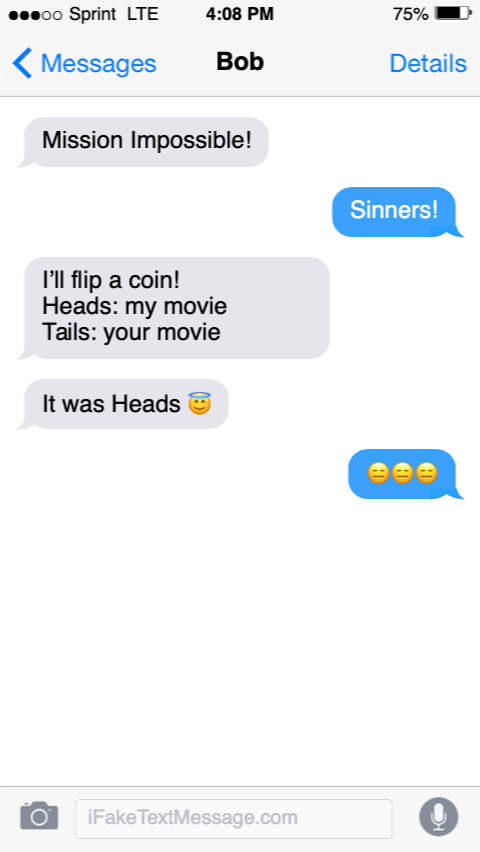 ●●●○○ Sprint LTE 4:08 PM 75%
Messages Bob Details
Mission Impossible!
Sinners!
I'll flip a coin!
Heads: my movie
Tails: your movie
It was Heads 😇
😑😑😑
iFakeTextMessage.com